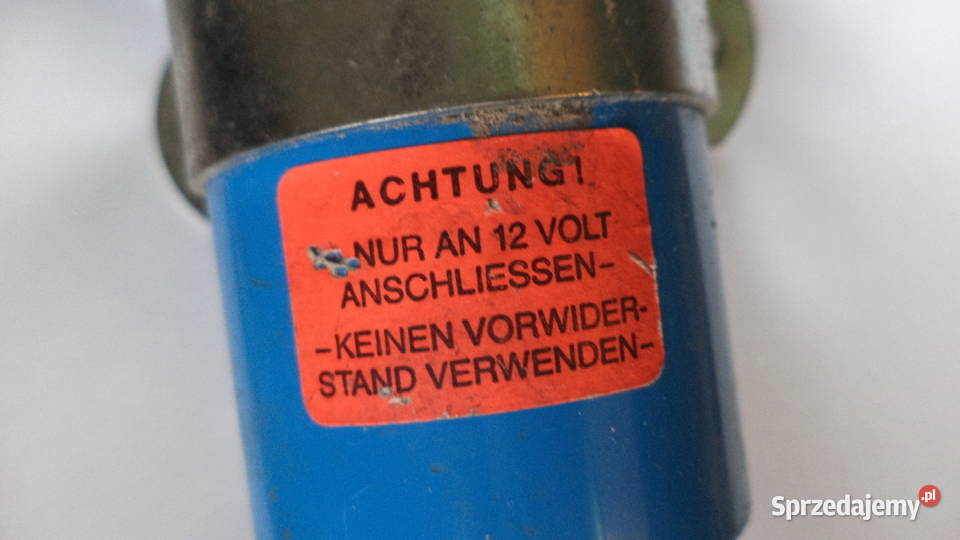 ACHTUNG!
-NUR AN 12 VOLT
ANSCHLIESSEN-
-KEINEN VORWIDER-
STAND VERWENDEN-
Sprzedajemy.pl